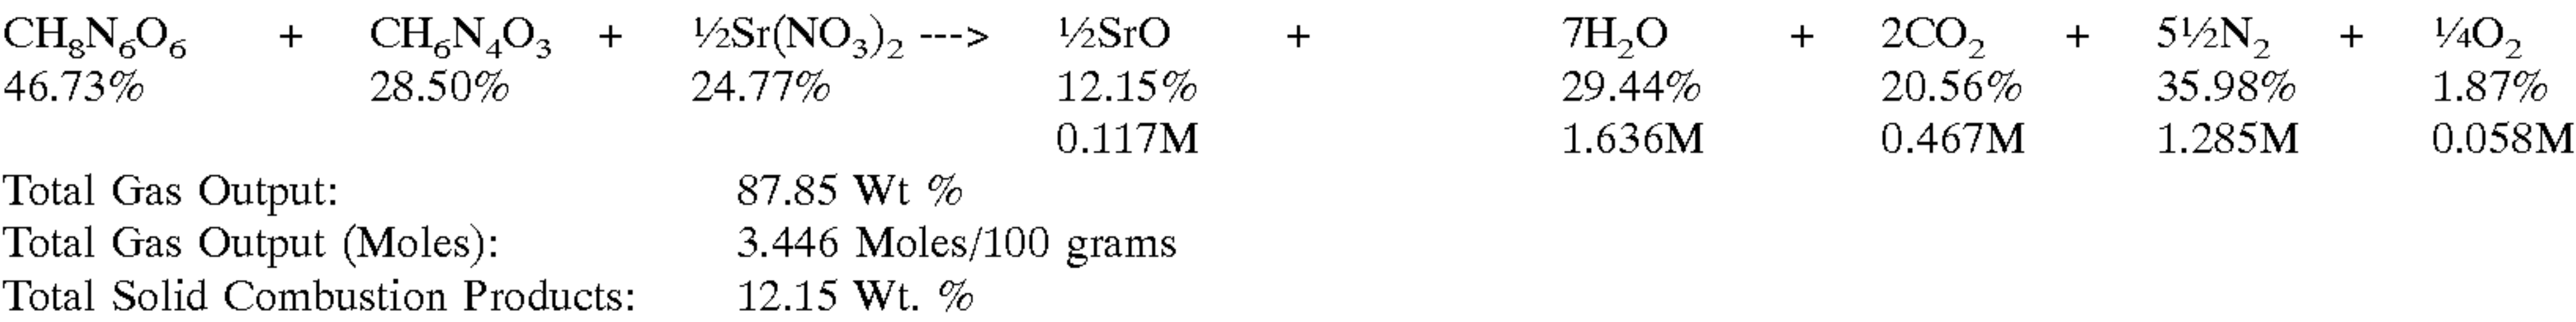 CH₈N₆O₆ + CH₆N₄O₃ + ½Sr(NO₃)₂ ---> ½SrO + 7H₂O + 2CO₂ + 5½N₂ + ¼O₂
46.73% 28.50% 24.77% 12.15% 29.44% 20.56% 35.98% 1.87%
0.117M 1.636M 0.467M 1.285M 0.058M
Total Gas Output: 87.85 Wt %
Total Gas Output (Moles): 3.446 Moles/100 grams
Total Solid Combustion Products: 12.15 Wt. %